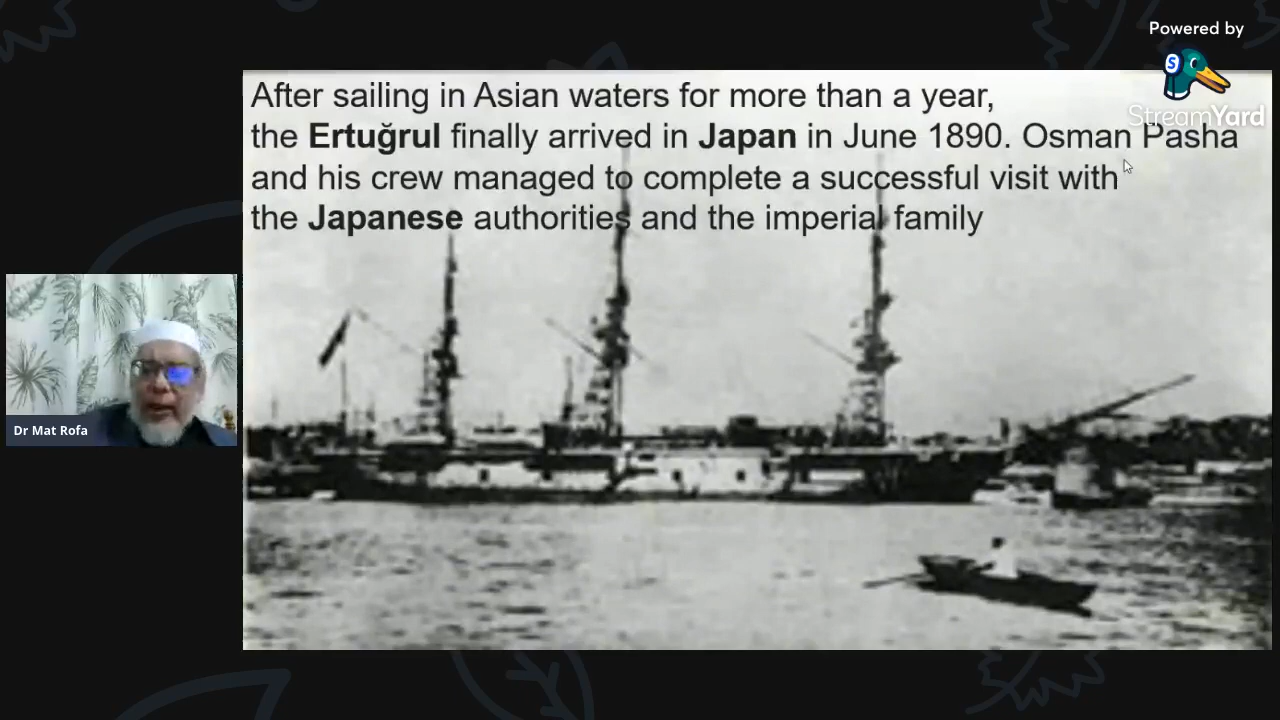 Powered by
StreamYard
After sailing in Asian waters for more than a year,
the Ertuğrul finally arrived in Japan in June 1890. Osman Pasha
and his crew managed to complete a successful visit with
the Japanese authorities and the imperial family
Dr Mat Rofa